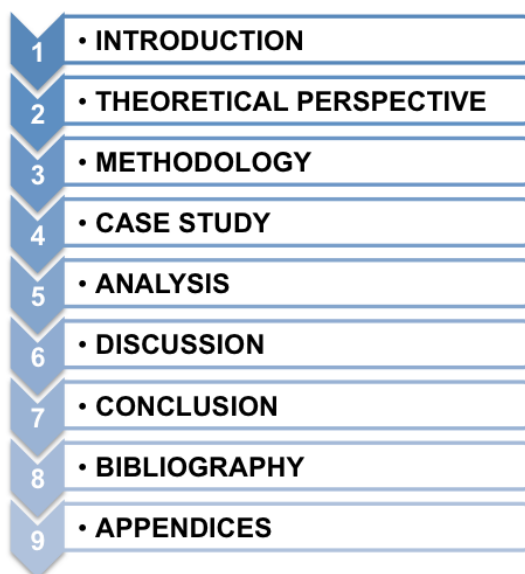 1 • INTRODUCTION
2 • THEORETICAL PERSPECTIVE
3 • METHODOLOGY
4 • CASE STUDY
5 • ANALYSIS
6 • DISCUSSION
7 • CONCLUSION
8 • BIBLIOGRAPHY
9 • APPENDICES